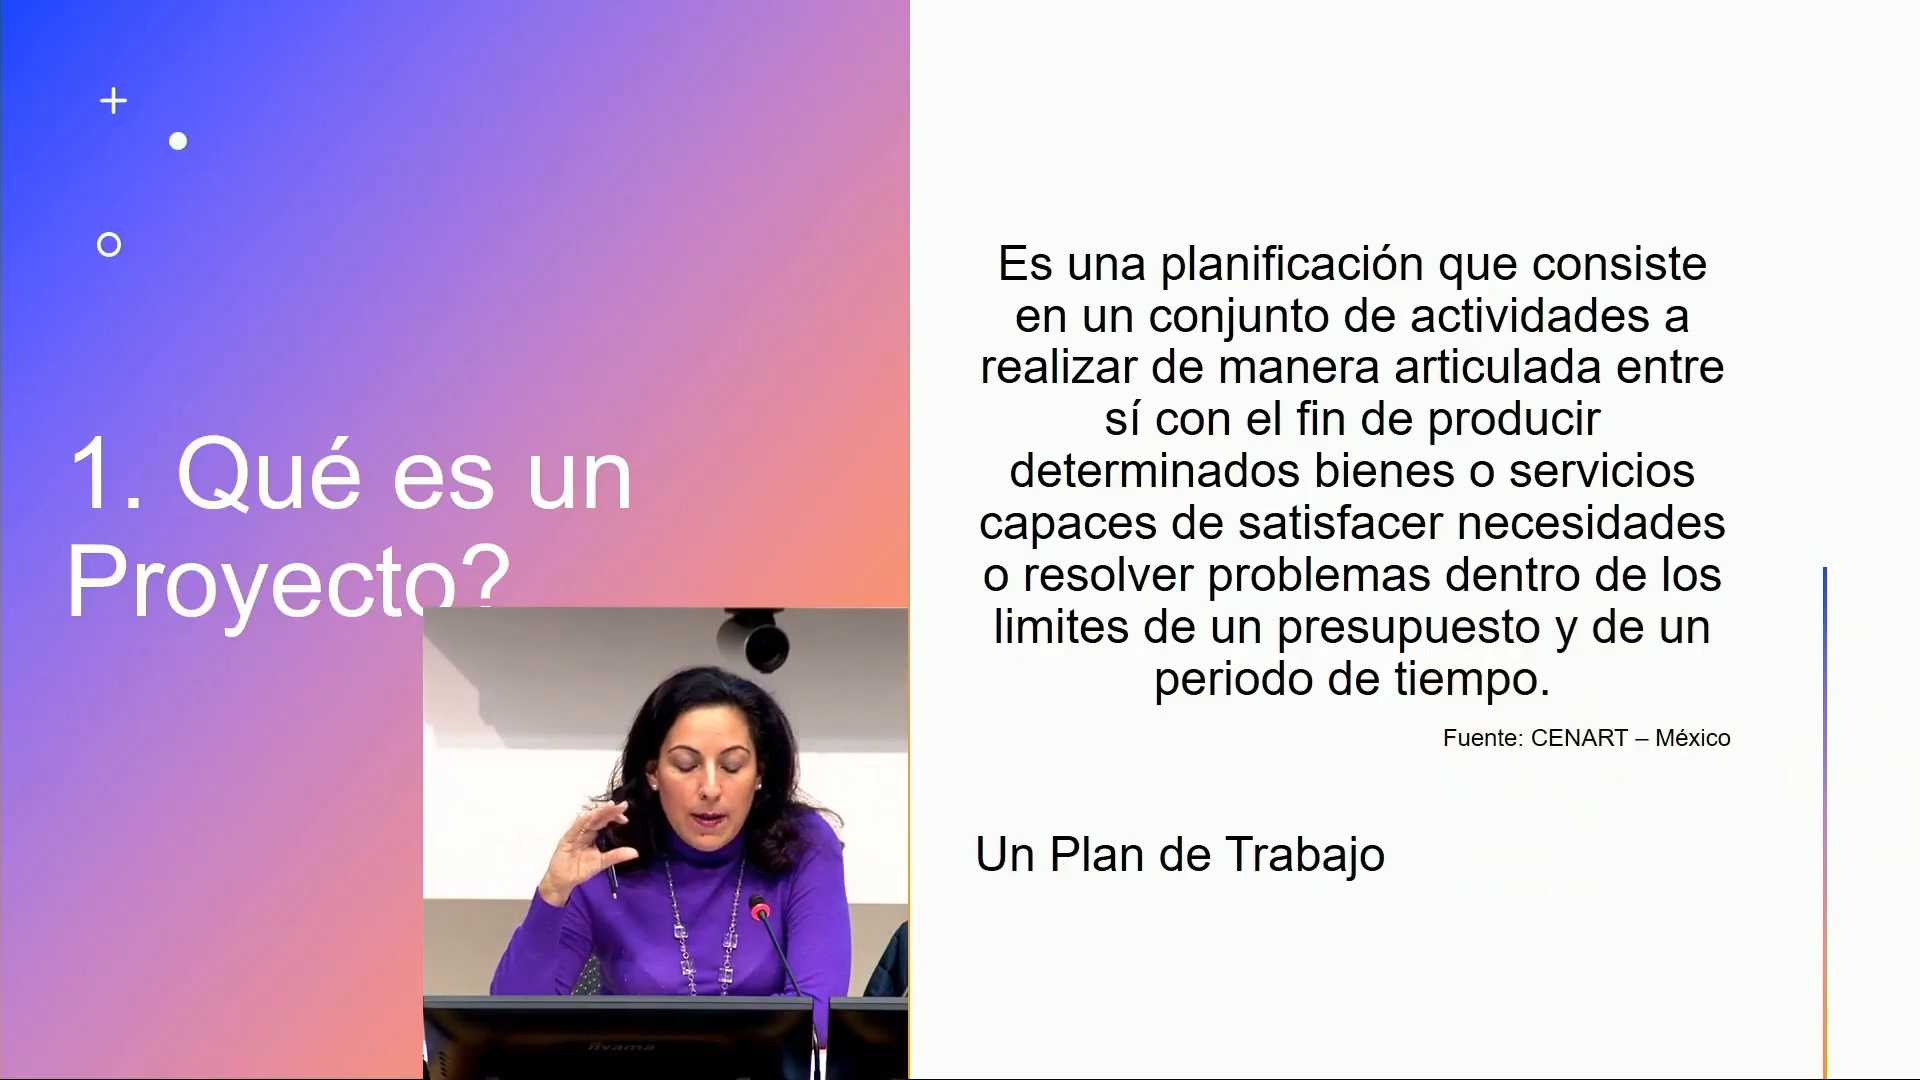 1. Qué es un
Proyecto?
Es una planificación que consiste
en un conjunto de actividades a
realizar de manera articulada entre
sí con el fin de producir
determinados bienes o servicios
capaces de satisfacer necesidades
o resolver problemas dentro de los
limites de un presupuesto y de un
periodo de tiempo.
Fuente: CENART – México
Un Plan de Trabajo
iiyama